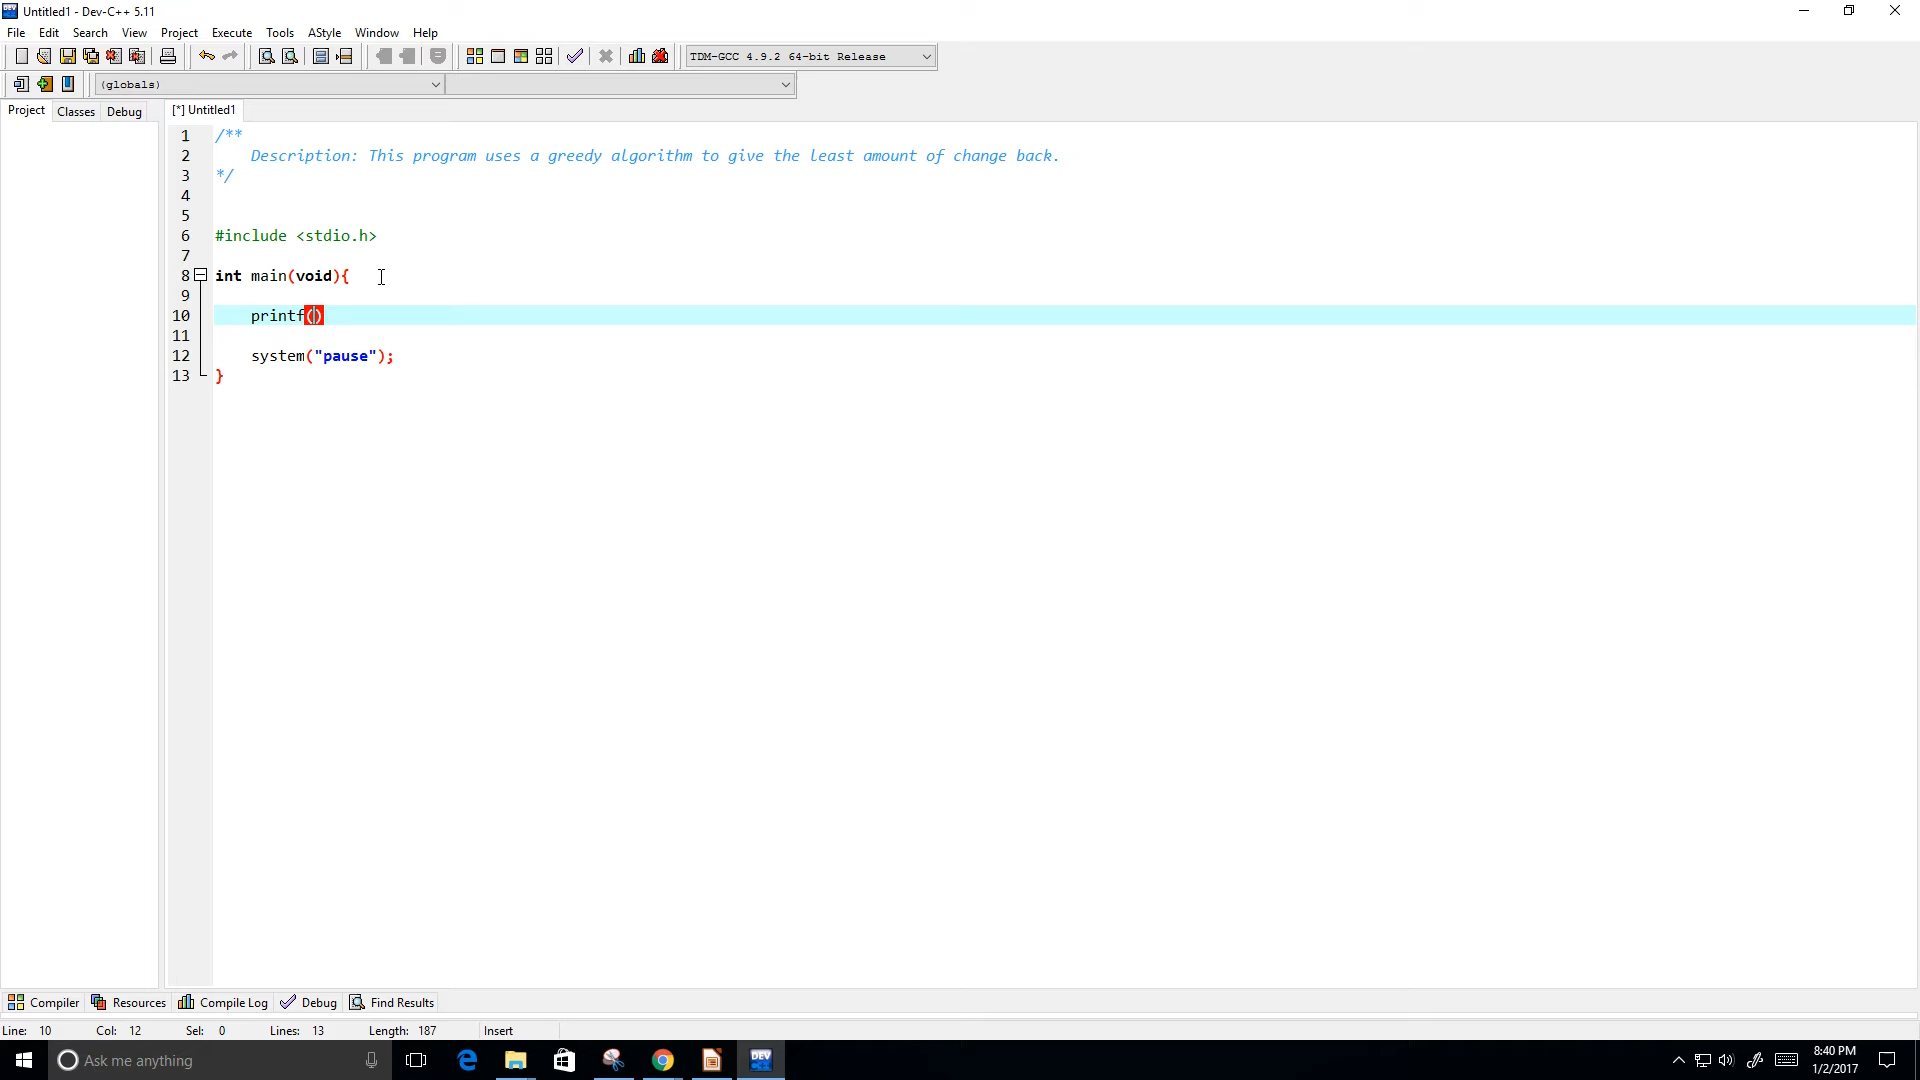 Untitled1 - Dev-C++ 5.11
File Edit Search View Project Execute Tools AStyle Window Help
TDM-GCC 4.9.2 64-bit Release
(globals)
Project Classes Debug [*] Untitled1
1 /**
2 Description: This program uses a greedy algorithm to give the least amount of change back.
3 */
4
5
6 #include <stdio.h>
7
8 int main(void){
9
10 printf()
11
12 system("pause");
13 }
Compiler Resources Compile Log Debug Find Results
Line: 10 Col: 12 Sel: 0 Lines: 13 Length: 187 Insert
Ask me anything
DEV
8:40 PM
1/2/2017